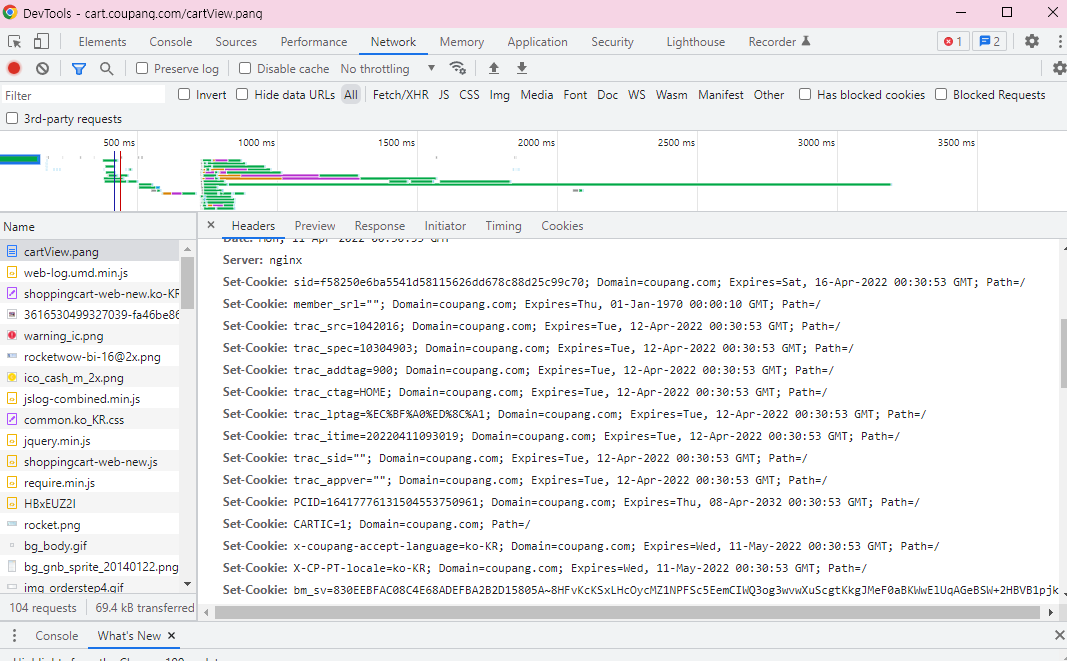 DevTools - cart.coupang.com/cartView.pang
Elements Console Sources Performance Network Memory Application Security Lighthouse Recorder 1 2
Preserve log Disable cache No throttling
Filter Invert Hide data URLs All Fetch/XHR JS CSS Img Media Font Doc WS Wasm Manifest Other Has blocked cookies Blocked Requests
3rd-party requests
500 ms 1000 ms 1500 ms 2000 ms 2500 ms 3000 ms 3500 ms
Name
cartView.pang
web-log.umd.min.js
shoppingcart-web-new.ko-KR
3616530499327039-fa46be86
warning_ic.png
rocketwow-bi-16@2x.png
ico_cash_m_2x.png
jslog-combined.min.js
common.ko_KR.css
jquery.min.js
shoppingcart-web-new.js
require.min.js
HBxEUZ2I
rocket.png
bg_body.gif
bg_gnb_sprite_20140122.png
img_orderstep4.gif
104 requests 69.4 kB transferred
× Headers Preview Response Initiator Timing Cookies
Date: Mon, 11-Apr-2022 00:30:53 GMT
Server: nginx
Set-Cookie: sid=f58250e6ba5541d58115626dd678c88d25c99c70; Domain=coupang.com; Expires=Sat, 16-Apr-2022 00:30:53 GMT; Path=/
Set-Cookie: member_srl=""; Domain=coupang.com; Expires=Thu, 01-Jan-1970 00:00:10 GMT; Path=/
Set-Cookie: trac_src=1042016; Domain=coupang.com; Expires=Tue, 12-Apr-2022 00:30:53 GMT; Path=/
Set-Cookie: trac_spec=10304903; Domain=coupang.com; Expires=Tue, 12-Apr-2022 00:30:53 GMT; Path=/
Set-Cookie: trac_addtag=900; Domain=coupang.com; Expires=Tue, 12-Apr-2022 00:30:53 GMT; Path=/
Set-Cookie: trac_ctag=HOME; Domain=coupang.com; Expires=Tue, 12-Apr-2022 00:30:53 GMT; Path=/
Set-Cookie: trac_lptag=%EC%BF%A0%ED%8C%A1; Domain=coupang.com; Expires=Tue, 12-Apr-2022 00:30:53 GMT; Path=/
Set-Cookie: trac_itime=20220411093019; Domain=coupang.com; Expires=Tue, 12-Apr-2022 00:30:53 GMT; Path=/
Set-Cookie: trac_sid=""; Domain=coupang.com; Expires=Tue, 12-Apr-2022 00:30:53 GMT; Path=/
Set-Cookie: trac_appver=""; Domain=coupang.com; Expires=Tue, 12-Apr-2022 00:30:53 GMT; Path=/
Set-Cookie: PCID=16417776131504553750961; Domain=coupang.com; Expires=Thu, 08-Apr-2032 00:30:53 GMT; Path=/
Set-Cookie: CARTIC=1; Domain=coupang.com; Path=/
Set-Cookie: x-coupang-accept-language=ko-KR; Domain=coupang.com; Expires=Wed, 11-May-2022 00:30:53 GMT; Path=/
Set-Cookie: X-CP-PT-locale=ko-KR; Domain=coupang.com; Expires=Wed, 11-May-2022 00:30:53 GMT; Path=/
Set-Cookie: bm_sv=830EEBFAC08C4E68ADEFBA2B2D15805A~8HFvKcKSxLHcOycMZ1NPFSc5EemCIWQ3og3wvwXuScgtKkgJMeF0aBKWwElUqAGeBSW+2HBVB1pjk
Console What's New ×